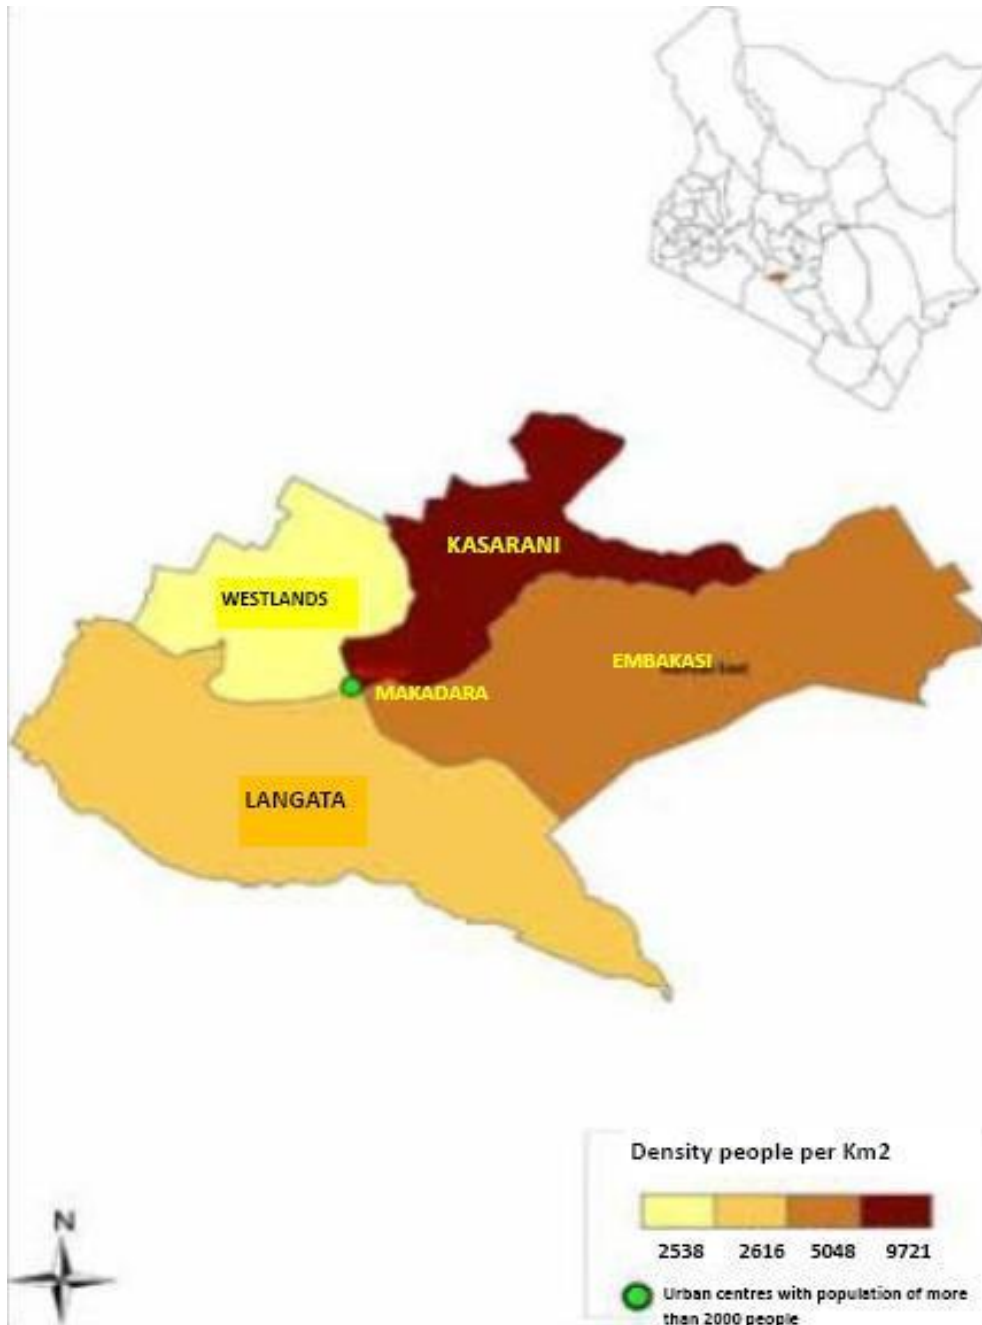 KASARANI
WESTLANDS
EMBAKASI
MAKADARA
LANGATA
Density people per Km2
2538 2616 5048 9721
N
Urban centres with population of more
than 2000 people